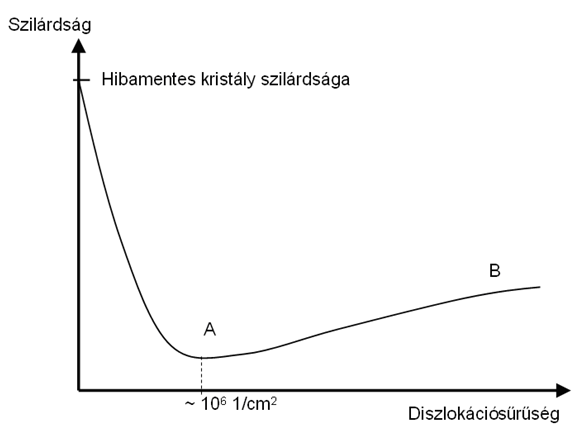 Szilárdság
Hibamentes kristály szilárdsága
B
A
~ 10⁶ 1/cm²
Diszlokációsűrűség